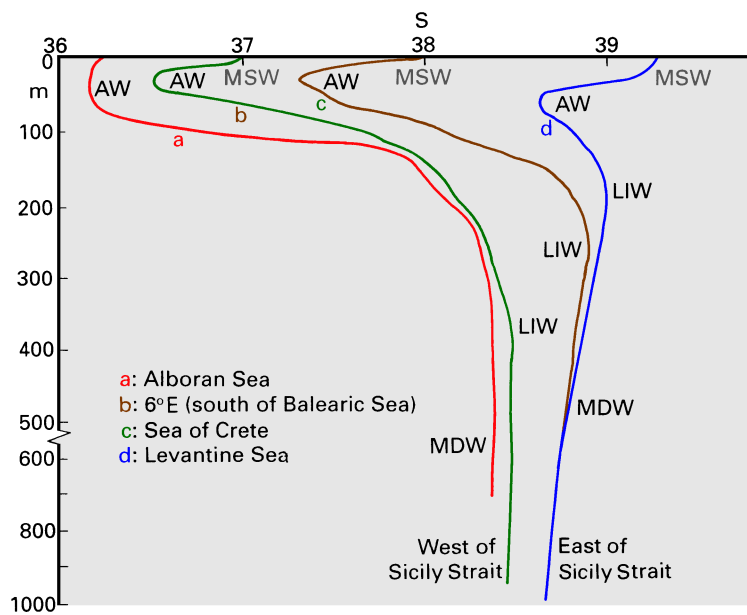 S
36 37 38 39
0
m
100
200
300
400
500
600
800
1000
AW AW MSW AW MSW AW MSW
a b c d
LIW
LIW
LIW
MDW
MDW
a: Alboran Sea
b: 6°E (south of Balearic Sea)
c: Sea of Crete
d: Levantine Sea
West of
Sicily Strait
East of
Sicily Strait